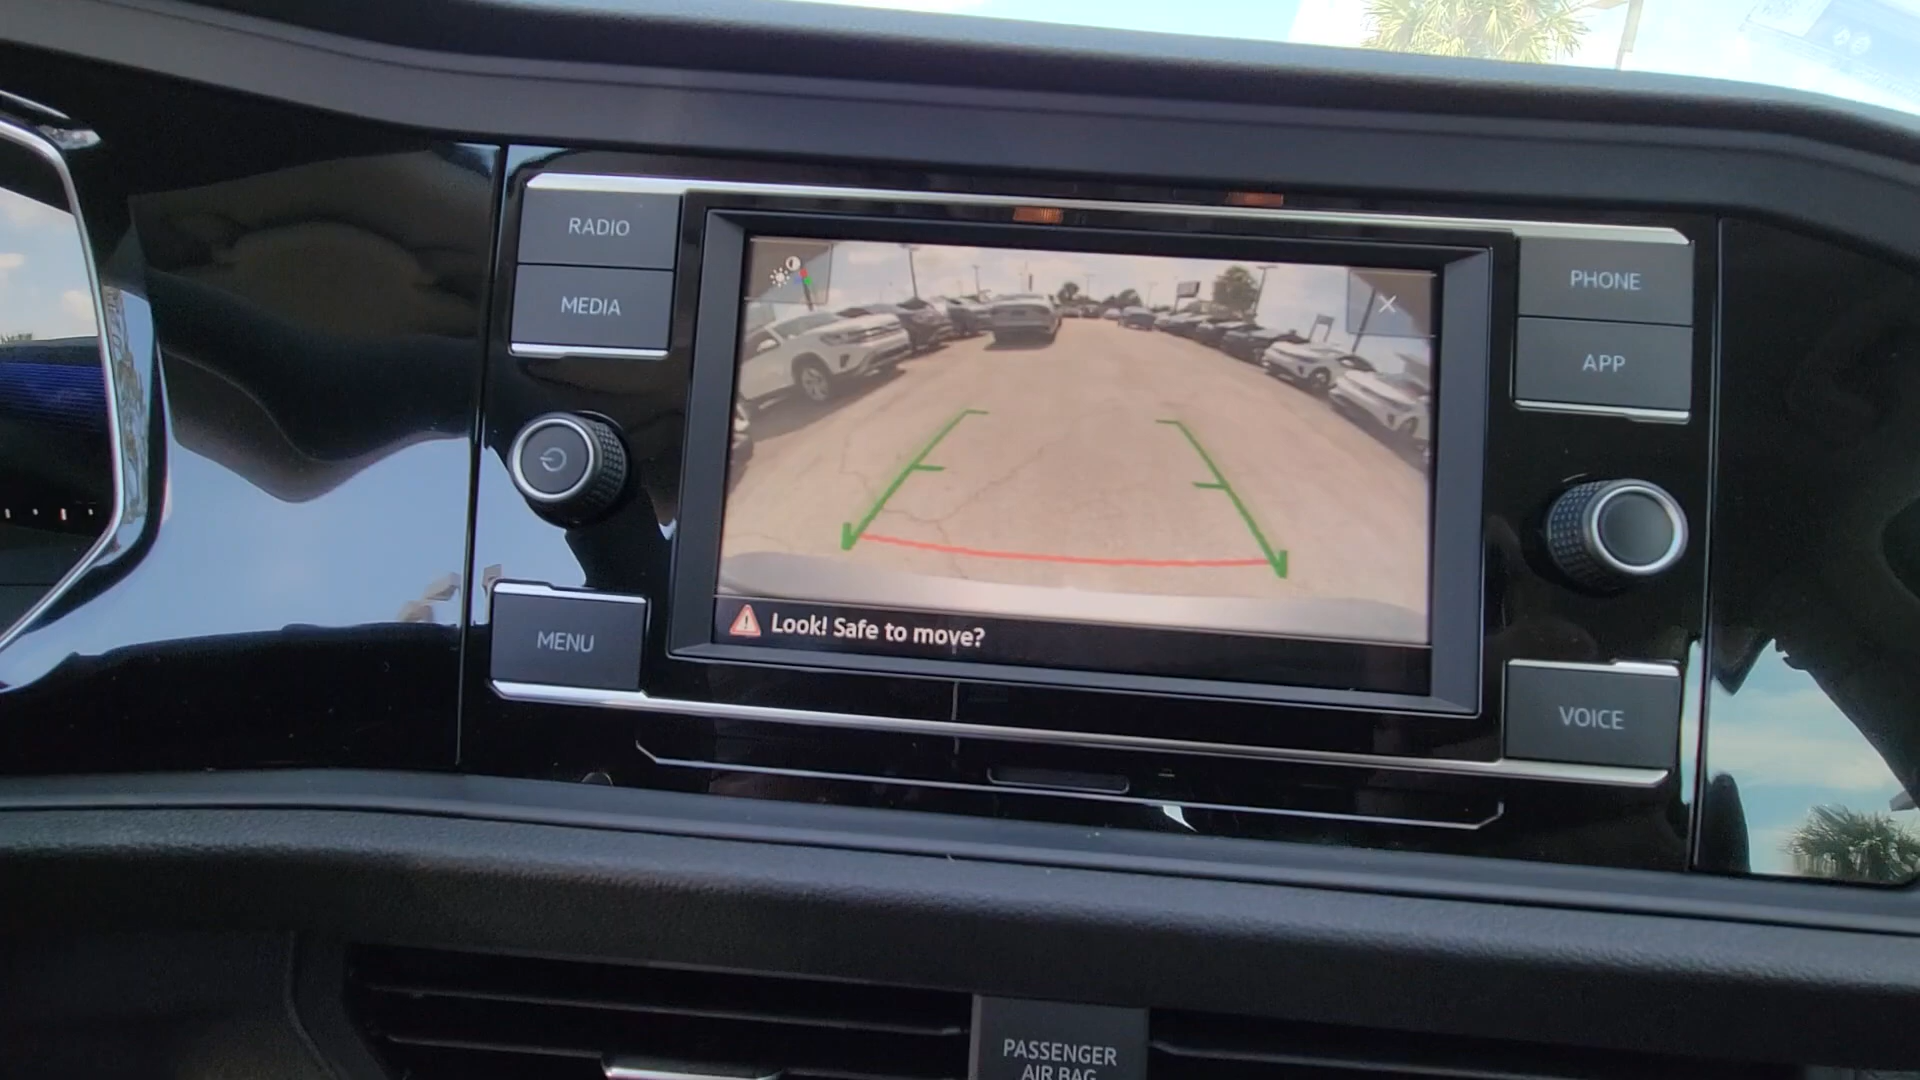 RADIO
MEDIA
MENU
Look! Safe to move?
PHONE
APP
VOICE
PASSENGER
AIR BAG